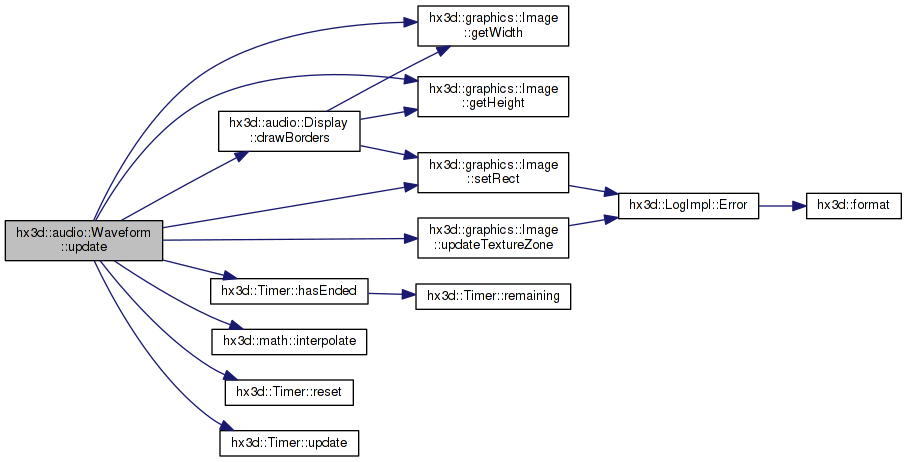 hx3d::graphics::Image
::getWidth
hx3d::graphics::Image
::getHeight
hx3d::audio::Display
::drawBorders
hx3d::graphics::Image
::setRect
hx3d::LogImpl::Error
hx3d::format
hx3d::audio::Waveform
::update
hx3d::graphics::Image
::updateTextureZone
hx3d::Timer::hasEnded
hx3d::Timer::remaining
hx3d::math::interpolate
hx3d::Timer::reset
hx3d::Timer::update